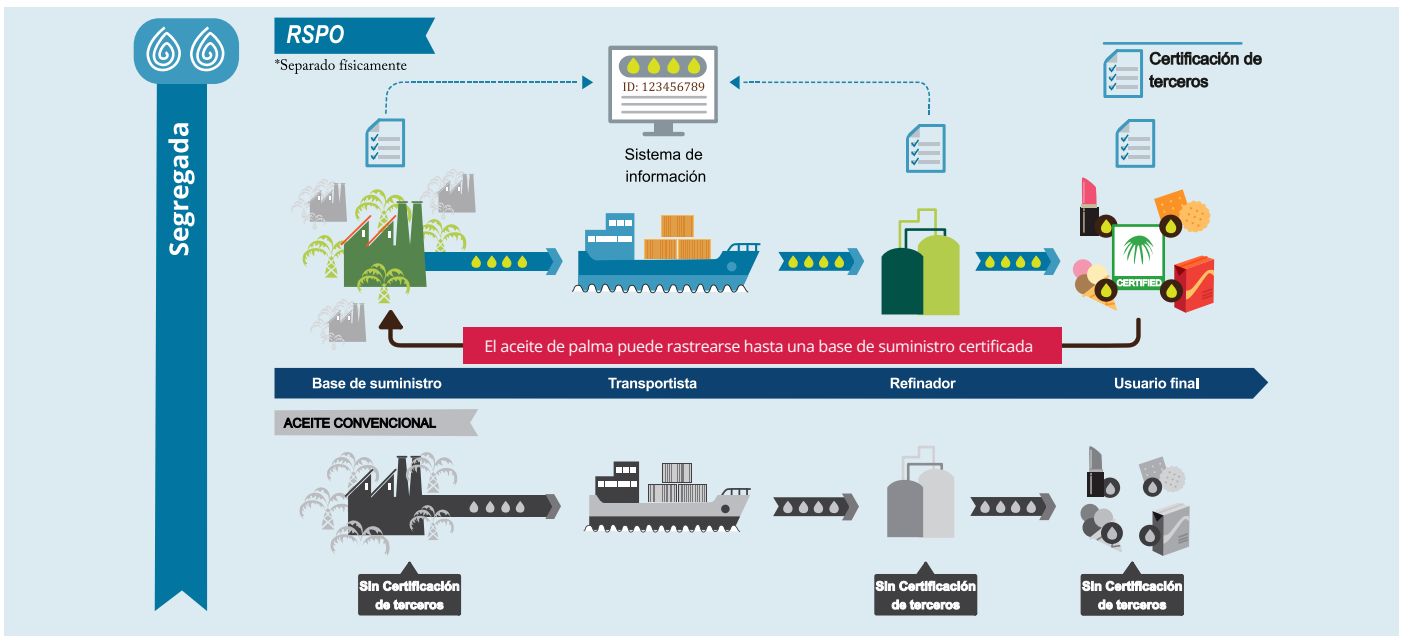 Segregada
RSPO
*Separado físicamente
ID: 123456789
Sistema de
información
Certificación de
terceros
CERTIFIED
El aceite de palma puede rastrearse hasta una base de suministro certificada
Base de suministro
Transportista
Refinador
Usuario final
ACEITE CONVENCIONAL
Sin Certificación
de terceros
Sin Certificación
de terceros
Sin Certificación
de terceros